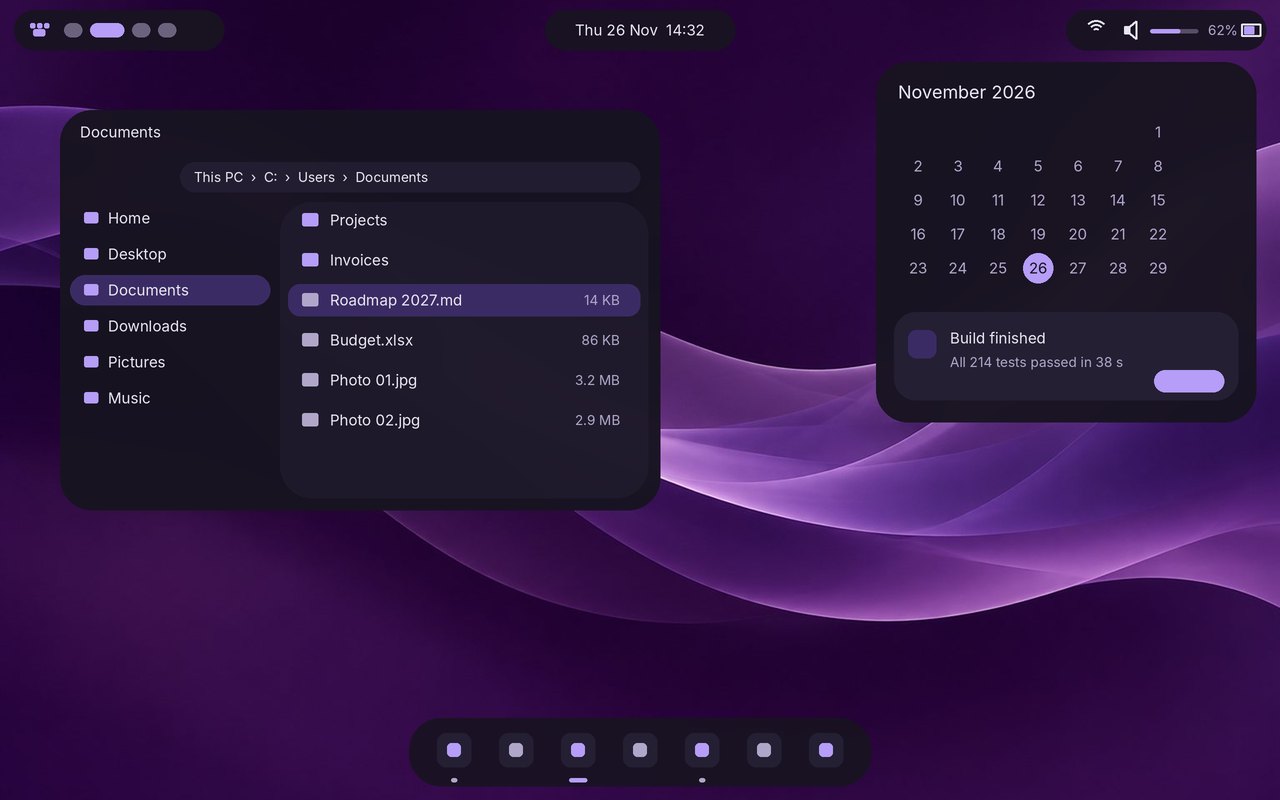 Thu 26 Nov 14:32
62%
Documents
This PC › C: › Users › Documents
Home
Desktop
Documents
Downloads
Pictures
Music
Projects
Invoices
Roadmap 2027.md 14 KB
Budget.xlsx 86 KB
Photo 01.jpg 3.2 MB
Photo 02.jpg 2.9 MB
November 2026
1
2 3 4 5 6 7 8
9 10 11 12 13 14 15
16 17 18 19 20 21 22
23 24 25 26 27 28 29
Build finished
All 214 tests passed in 38 s